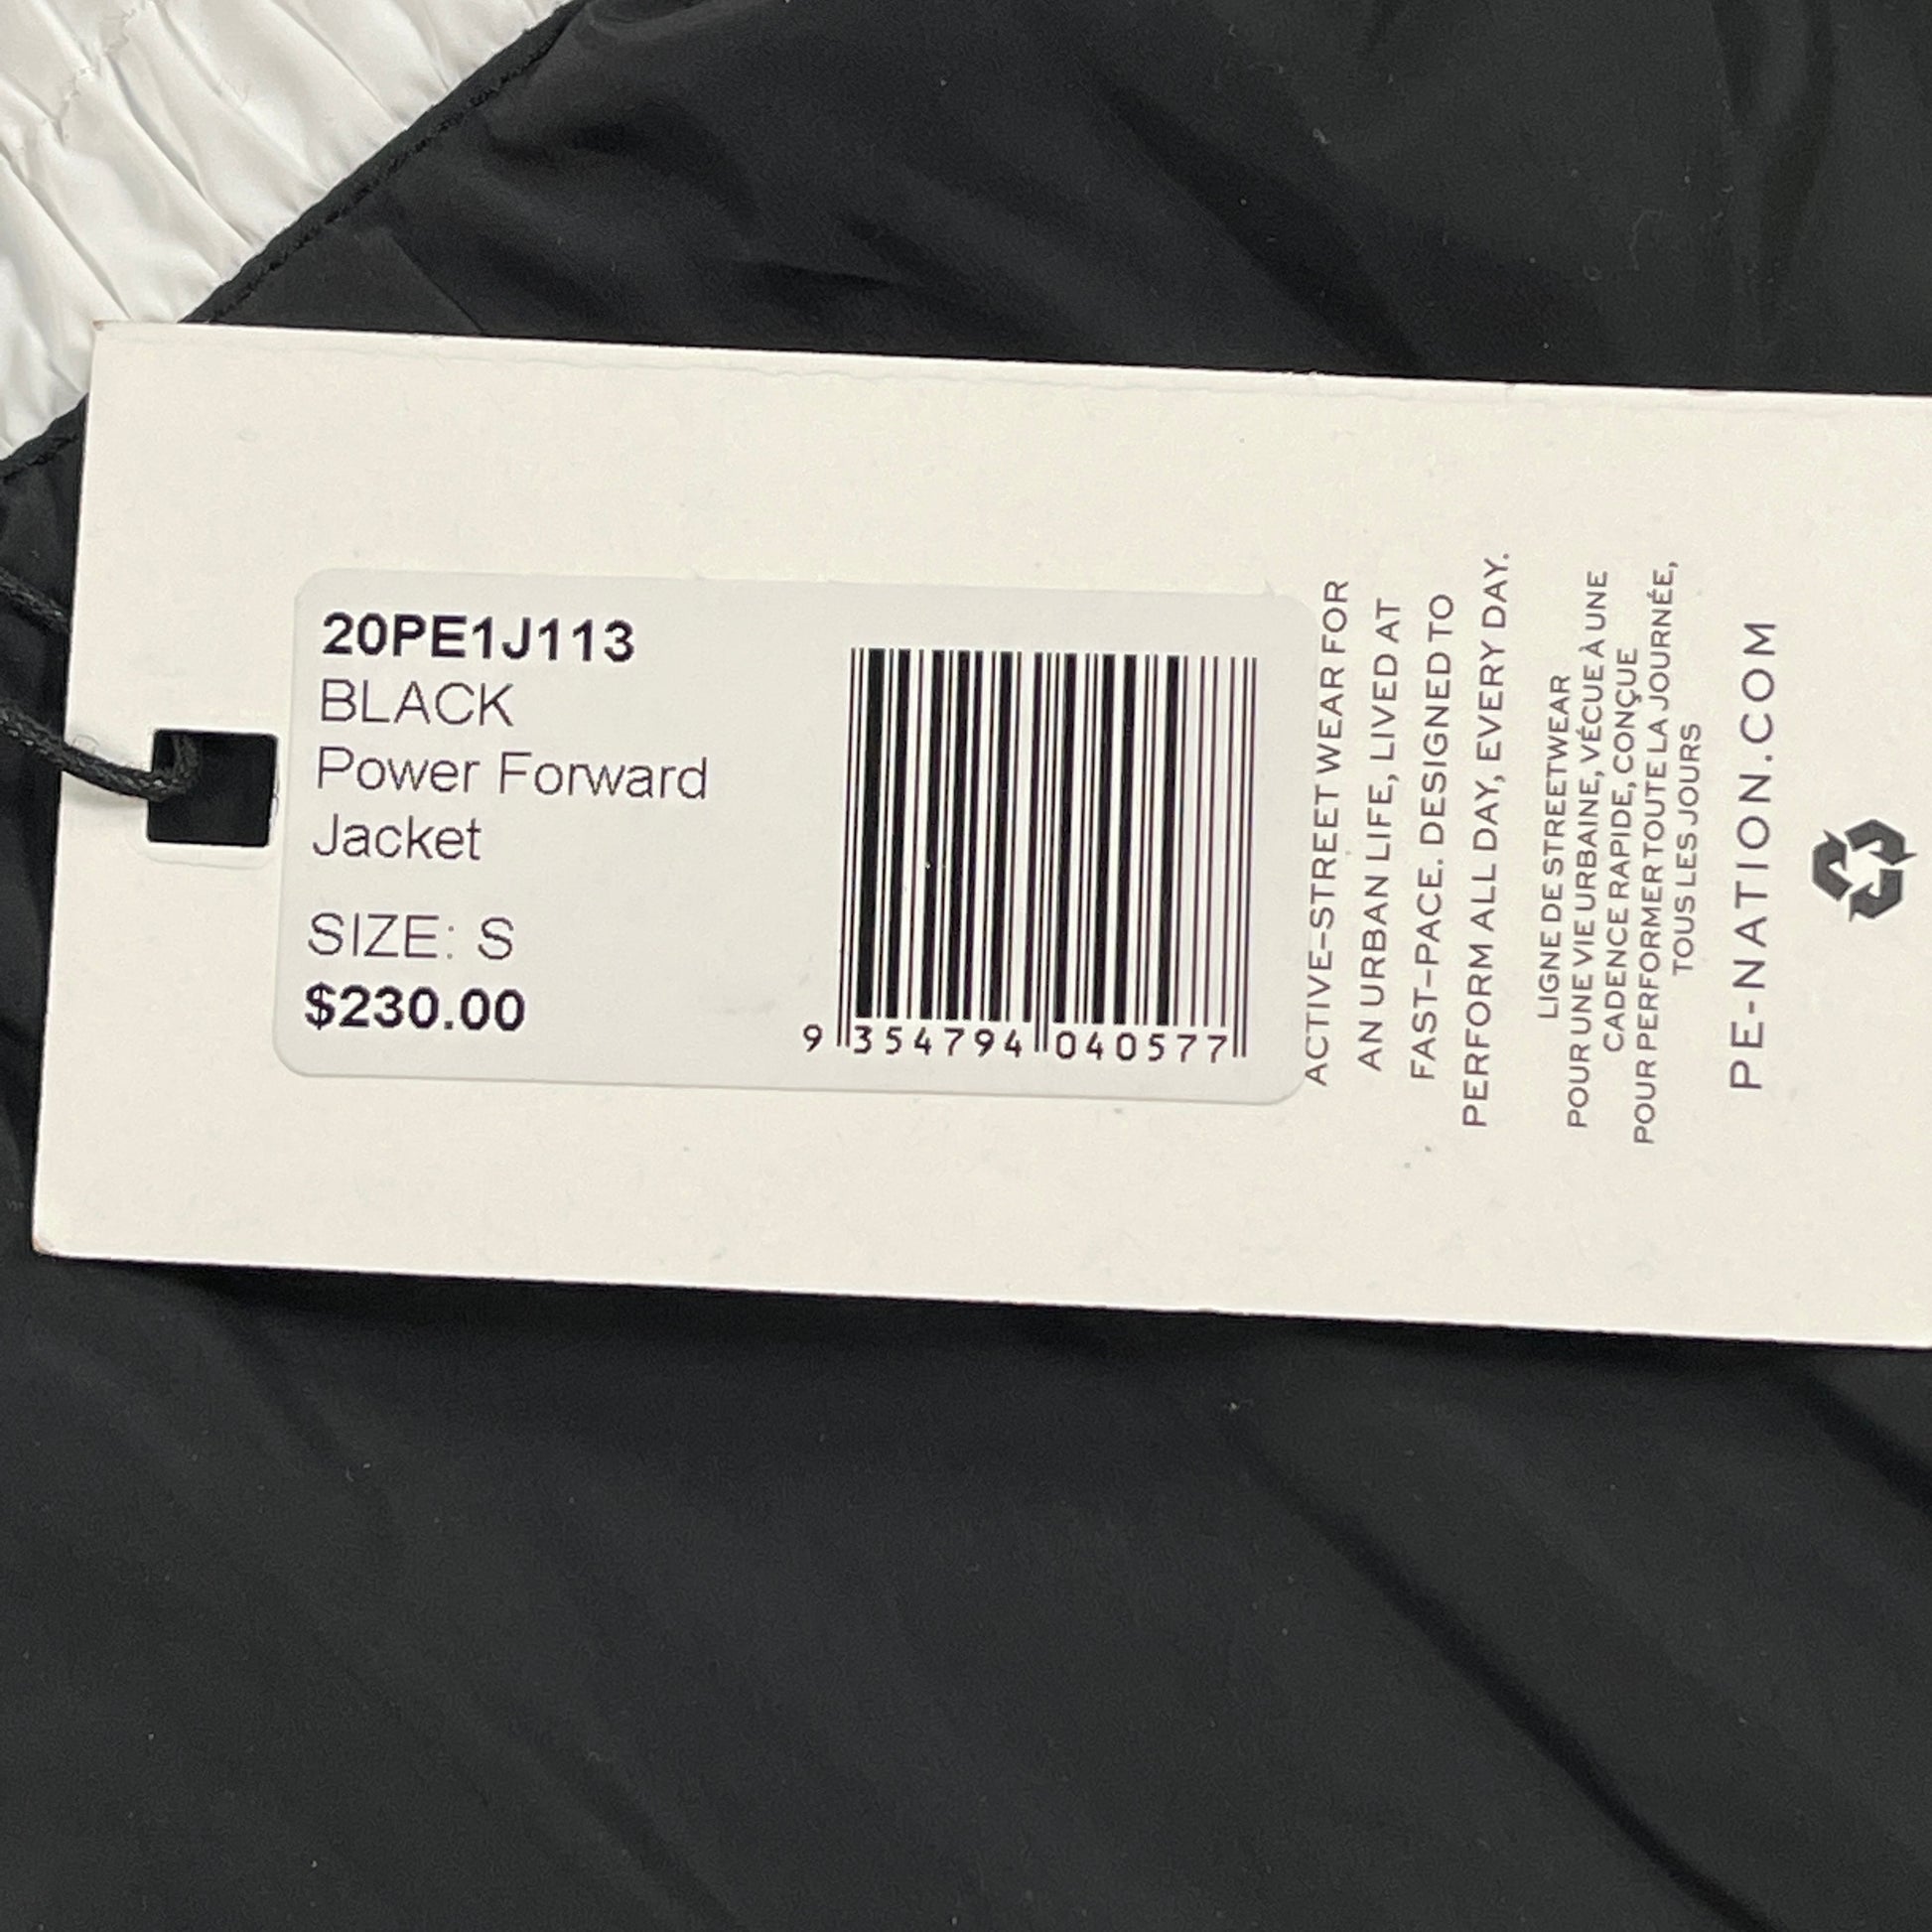 20PE1J113
BLACK
Power Forward
Jacket
SIZE: S
$230.00
9 354794 040577
ACTIVE-STREET WEAR FOR
AN URBAN LIFE, LIVED AT
FAST-PACE. DESIGNED TO
PERFORM ALL DAY, EVERY DAY.
LIGNE DE STREETWEAR
POUR UNE VIE URBAINE, VÉCUE À UNE
CADENCE RAPIDE, CONÇUE
POUR PERFORMER TOUTE LA JOURNÉE,
TOUS LES JOURS
PE-NATION.COM